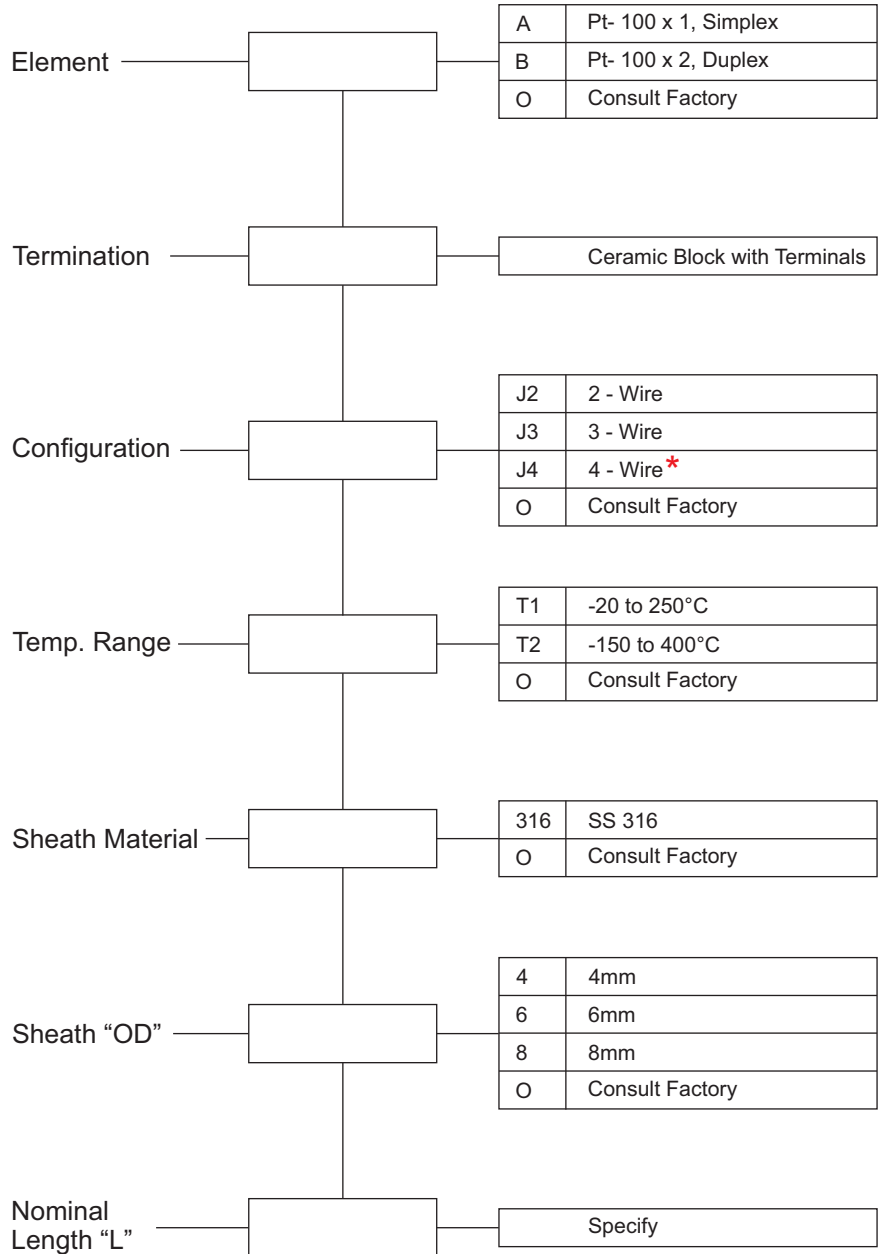 Element
A Pt- 100 x 1, Simplex
B Pt- 100 x 2, Duplex
O Consult Factory
Termination
Ceramic Block with Terminals
Configuration
J2 2 - Wire
J3 3 - Wire
J4 4 - Wire*
O Consult Factory
Temp. Range
T1 -20 to 250°C
T2 -150 to 400°C
O Consult Factory
Sheath Material
316 SS 316
O Consult Factory
Sheath “OD”
4 4mm
6 6mm
8 8mm
O Consult Factory
Nominal
Length “L”
Specify